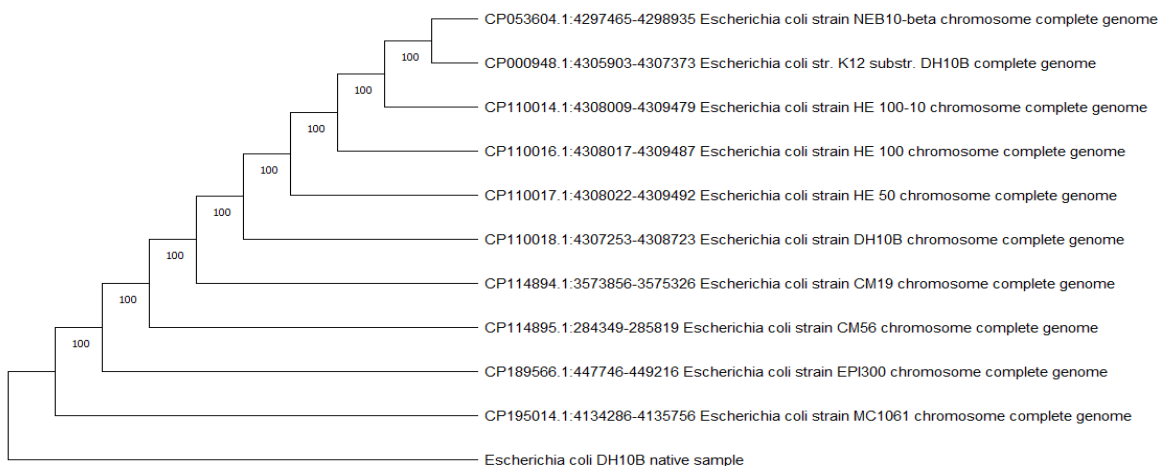 CP053604.1:4297465-4298935 Escherichia coli strain NEB10-beta chromosome complete genome
100
CP000948.1:4305903-4307373 Escherichia coli str. K12 substr. DH10B complete genome
100
CP110014.1:4308009-4309479 Escherichia coli strain HE 100-10 chromosome complete genome
100
CP110016.1:4308017-4309487 Escherichia coli strain HE 100 chromosome complete genome
100
CP110017.1:4308022-4309492 Escherichia coli strain HE 50 chromosome complete genome
100
CP110018.1:4307253-4308723 Escherichia coli strain DH10B chromosome complete genome
100
CP114894.1:3573856-3575326 Escherichia coli strain CM19 chromosome complete genome
100
CP114895.1:284349-285819 Escherichia coli strain CM56 chromosome complete genome
100
CP189566.1:447746-449216 Escherichia coli strain EPI300 chromosome complete genome
CP195014.1:4134286-4135756 Escherichia coli strain MC1061 chromosome complete genome
Escherichia coli DH10B native sample